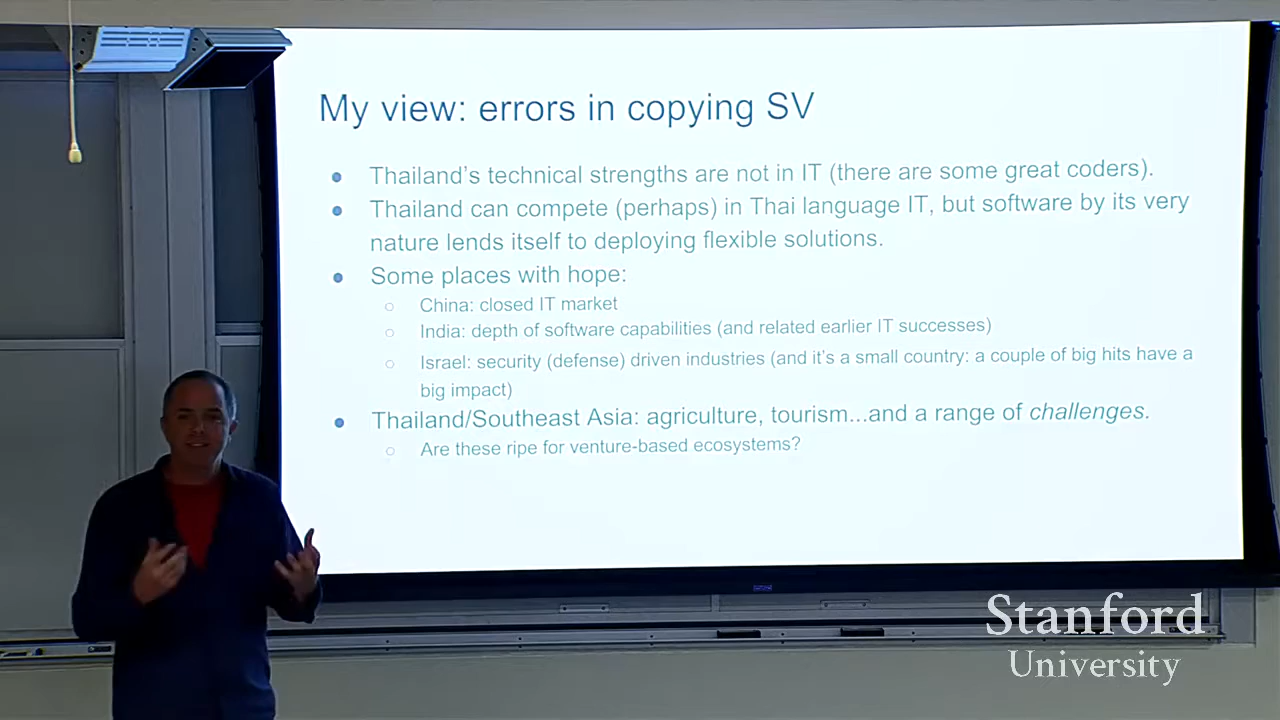 My view: errors in copying SV
Thailand's technical strengths are not in IT (there are some great coders).
Thailand can compete (perhaps) in Thai language IT, but software by its very
nature lends itself to deploying flexible solutions.
Some places with hope:
China: closed IT market
India: depth of software capabilities (and related earlier IT successes)
Israel: security (defense) driven industries (and it's a small country: a couple of big hits have a
big impact)
Thailand/Southeast Asia: agriculture, tourism...and a range of challenges.
Are these ripe for venture-based ecosystems?
Stanford
University